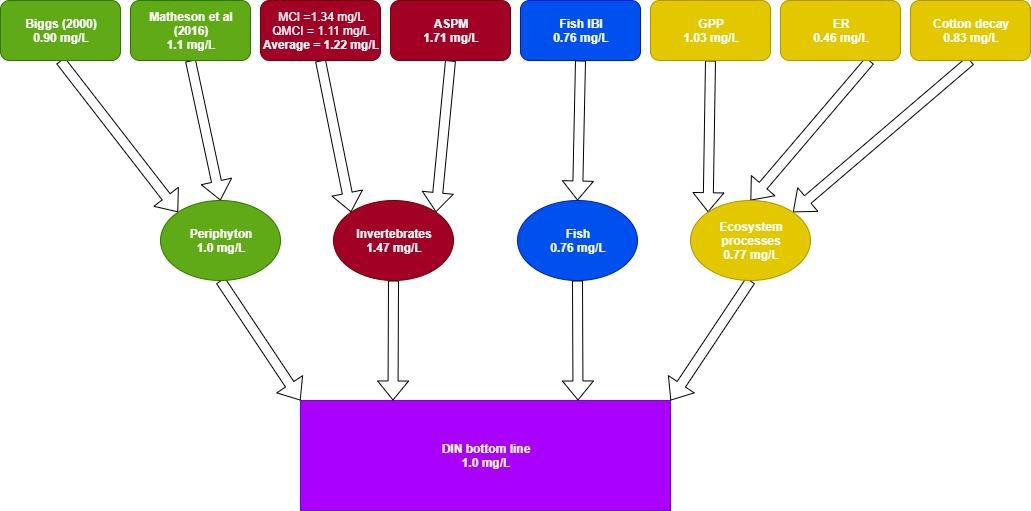 Biggs (2000)
0.90 mg/L
Matheson et al
(2016)
1.1 mg/L
MCI =1.34 mg/L
QMCI = 1.11 mg/L
Average = 1.22 mg/L
ASPM
1.71 mg/L
Fish IBI
0.76 mg/L
GPP
1.03 mg/L
ER
0.46 mg/L
Cotton decay
0.83 mg/L
Periphyton
1.0 mg/L
Invertebrates
1.47 mg/L
Fish
0.76 mg/L
Ecosystem
processes
0.77 mg/L
DIN bottom line
1.0 mg/L